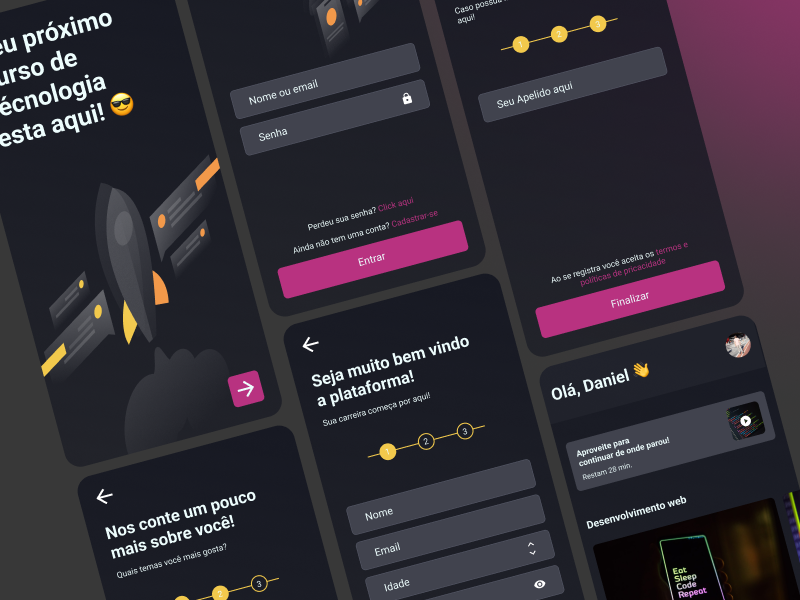 eu próximo
urso de
écnologia
esta aqui! 😎
Nome ou email
Senha
Perdeu sua senha? Click aqui
Ainda não tem uma conta? Cadastrar-se
Entrar
Caso possua
aqui!
1 2 3
Seu Apelido aqui
Ao se registra você aceita os termos e
políticas de pricacidade
Finalizar
Nos conte um pouco
mais sobre você!
Quais temas você mais gosta?
2 3
Seja muito bem vindo
a plataforma!
Sua carreira começa por aqui!
1 2 3
Nome
Email
Idade
Olá, Daniel 👋
Aproveite para
continuar de onde parou!
Restam 28 min.
Desenvolvimento web
Eat
Sleep
Code
Repeat